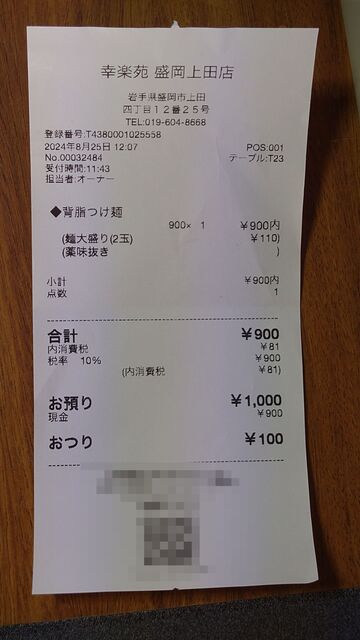 幸楽苑 盛岡上田店
岩手県盛岡市上田
四丁目12番25号
TEL:019-604-8668
登録番号:T4380001025558
2024年8月25日 12:07 POS:001
No.00032484 テーブル:T23
受付時間:11:43
担当者:オーナー
◆背脂つけ麺
900× 1 ¥900内
(麺大盛り(2玉) ¥110)
(薬味抜き )
小計 ¥900内
点数 1
合計 ¥900
内消費税 ¥81
税率 10% ¥900
(内消費税 ¥81)
お預り ¥1,000
現金 ¥900
おつり ¥100